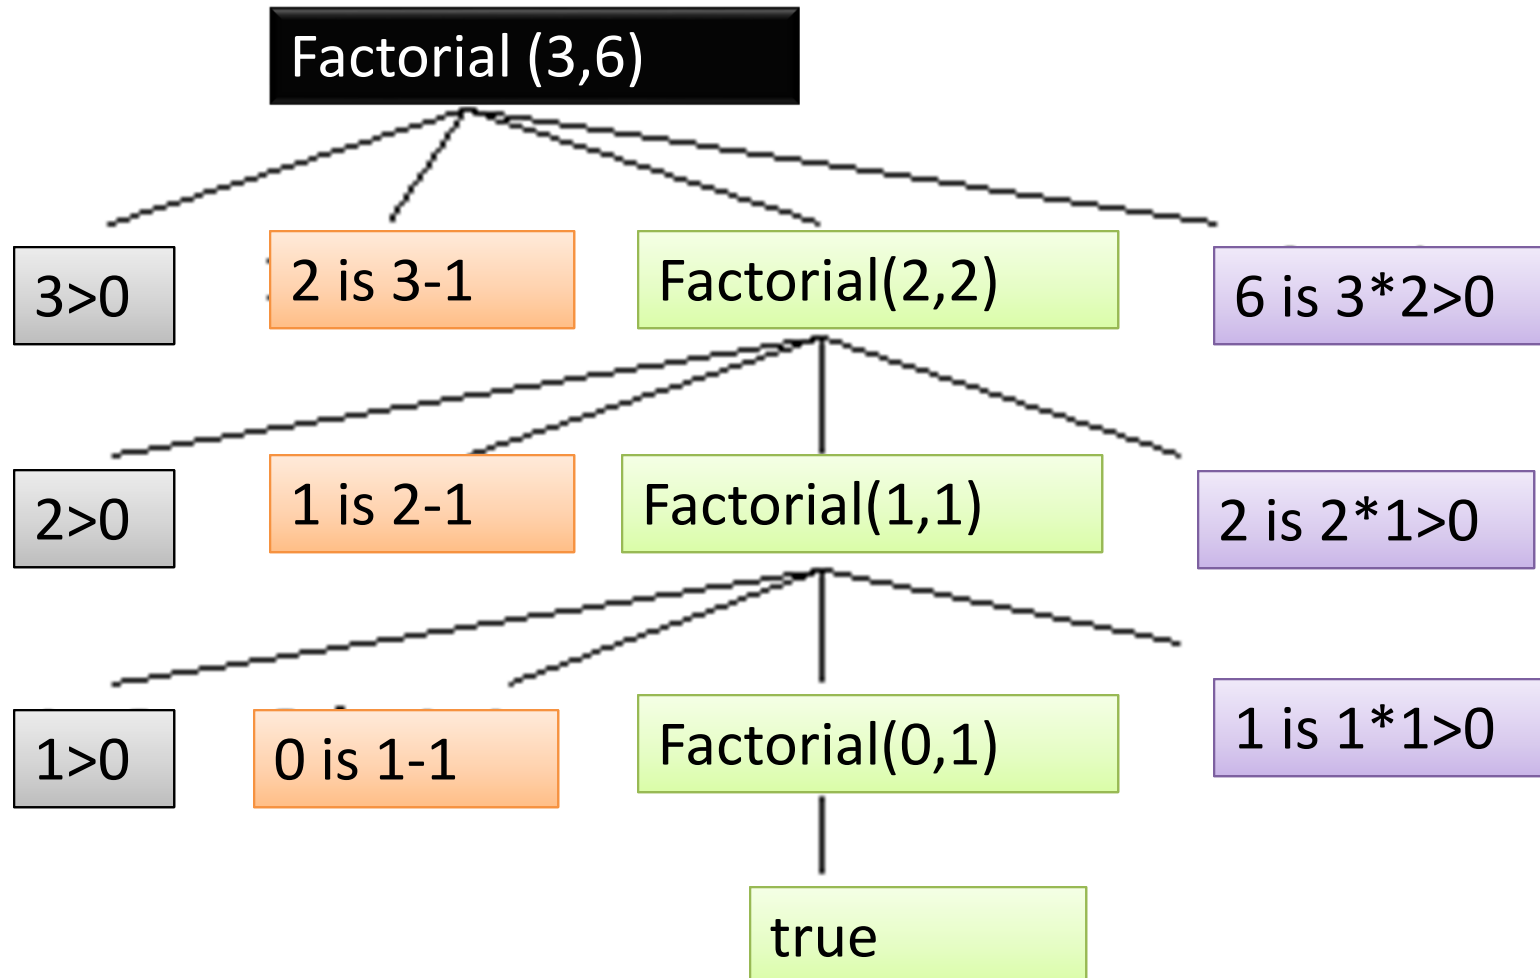 Factorial (3,6)
3>0
2 is 3-1
Factorial(2,2)
6 is 3*2>0
2>0
1 is 2-1
Factorial(1,1)
2 is 2*1>0
1>0
0 is 1-1
Factorial(0,1)
1 is 1*1>0
true